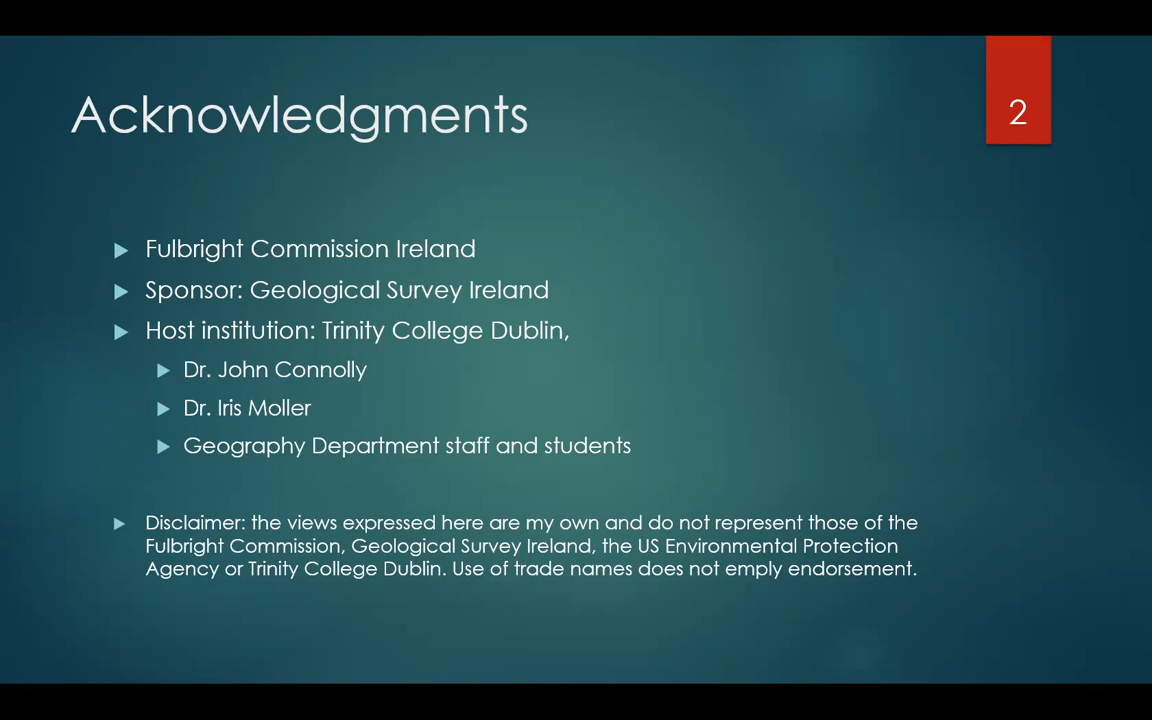 Acknowledgments
2
Fulbright Commission Ireland
Sponsor: Geological Survey Ireland
Host institution: Trinity College Dublin,
Dr. John Connolly
Dr. Iris Moller
Geography Department staff and students
Disclaimer: the views expressed here are my own and do not represent those of the
Fulbright Commission, Geological Survey Ireland, the US Environmental Protection
Agency or Trinity College Dublin. Use of trade names does not emply endorsement.